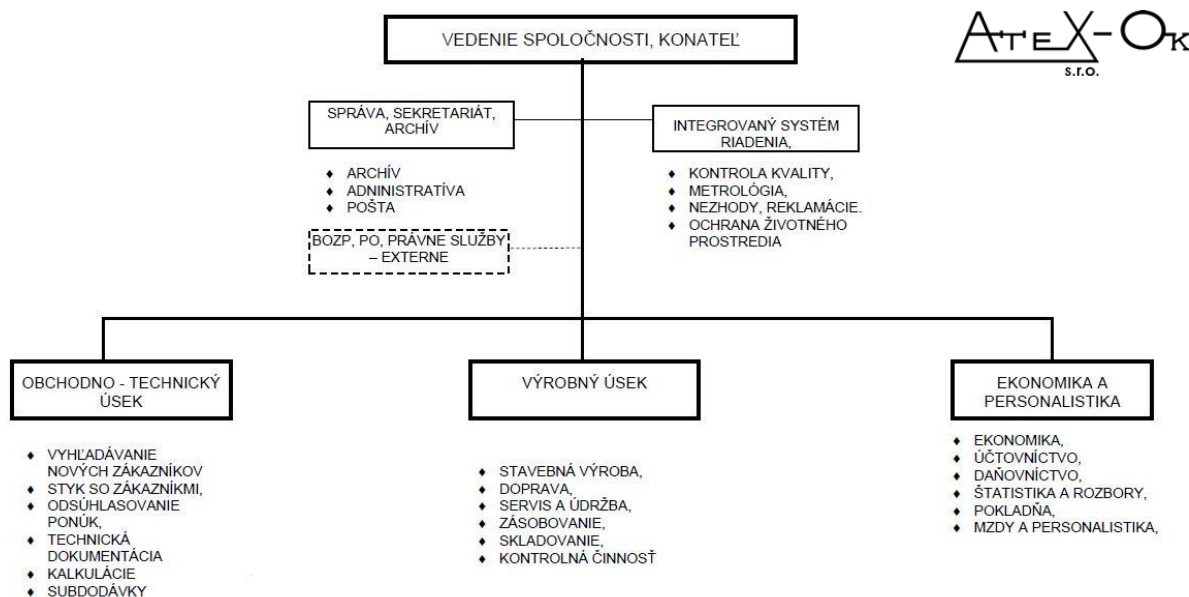 VEDENIE SPOLOČNOSTI, KONATEĽ
ATEX-OK
s.r.o.
SPRÁVA, SEKRETARIÁT,
ARCHÍV
♦ ARCHÍV
♦ ADNINISTRATÍVA
♦ POŠTA
INTEGROVANÝ SYSTÉM
RIADENIA,
♦ KONTROLA KVALITY,
♦ METROLÓGIA,
♦ NEZHODY, REKLAMÁCIE.
♦ OCHRANA ŽIVOTNÉHO
PROSTREDIA
BOZP, PO, PRÁVNE SLUŽBY
– EXTERNE
OBCHODNO - TECHNICKÝ
ÚSEK
♦ VYHĽADÁVANIE
NOVÝCH ZÁKAZNÍKOV
♦ STYK SO ZÁKAZNÍKMI,
♦ ODSÚHLASOVANIE
PONÚK,
♦ TECHNICKÁ
DOKUMENTÁCIA
♦ KALKULÁCIE
♦ SUBDODÁVKY
VÝROBNÝ ÚSEK
♦ STAVEBNÁ VÝROBA,
♦ DOPRAVA,
♦ SERVIS A ÚDRŽBA,
♦ ZÁSOBOVANIE,
♦ SKLADOVANIE,
♦ KONTROLNÁ ČINNOSŤ
EKONOMIKA A
PERSONALISTIKA
♦ EKONOMIKA,
♦ ÚČTOVNÍCTVO,
♦ DAŇOVNÍCTVO,
♦ ŠTATISTIKA A ROZBORY,
♦ POKLADŇA,
♦ MZDY A PERSONALISTIKA,